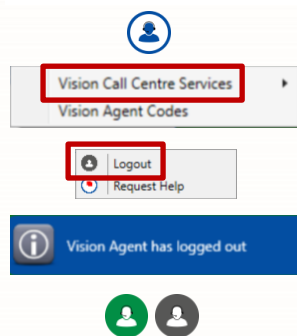 Vision Call Centre Services
Vision Agent Codes
Logout
Request Help
Vision Agent has logged out